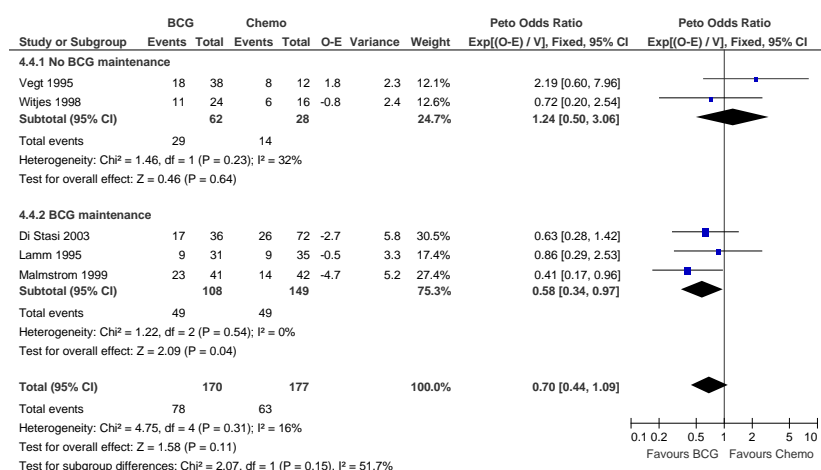 BCG Chemo Peto Odds Ratio Peto Odds Ratio
Study or Subgroup Events Total Events Total O-E Variance Weight Exp[(O-E) / V], Fixed, 95% CI Exp[(O-E) / V], Fixed, 95% CI
4.4.1 No BCG maintenance
Vegt 1995 18 38 8 12 1.8 2.3 12.1% 2.19 [0.60, 7.96]
Witjes 1998 11 24 6 16 -0.8 2.4 12.6% 0.72 [0.20, 2.54]
Subtotal (95% CI) 62 28 24.7% 1.24 [0.50, 3.06]
Total events 29 14
Heterogeneity: Chi² = 1.46, df = 1 (P = 0.23); I² = 32%
Test for overall effect: Z = 0.46 (P = 0.64)
4.4.2 BCG maintenance
Di Stasi 2003 17 36 26 72 -2.7 5.8 30.5% 0.63 [0.28, 1.42]
Lamm 1995 9 31 9 35 -0.5 3.3 17.4% 0.86 [0.29, 2.53]
Malmstrom 1999 23 41 14 42 -4.7 5.2 27.4% 0.41 [0.17, 0.96]
Subtotal (95% CI) 108 149 75.3% 0.58 [0.34, 0.97]
Total events 49 49
Heterogeneity: Chi² = 1.22, df = 2 (P = 0.54); I² = 0%
Test for overall effect: Z = 2.09 (P = 0.04)
Total (95% CI) 170 177 100.0% 0.70 [0.44, 1.09]
Total events 78 63
Heterogeneity: Chi² = 4.75, df = 4 (P = 0.31); I² = 16%
Test for overall effect: Z = 1.58 (P = 0.11)
Test for subgroup differences: Chi² = 2.07, df = 1 (P = 0.15), I² = 51.7%
0.1 0.2 0.5 1 2 5 10
Favours BCG Favours Chemo